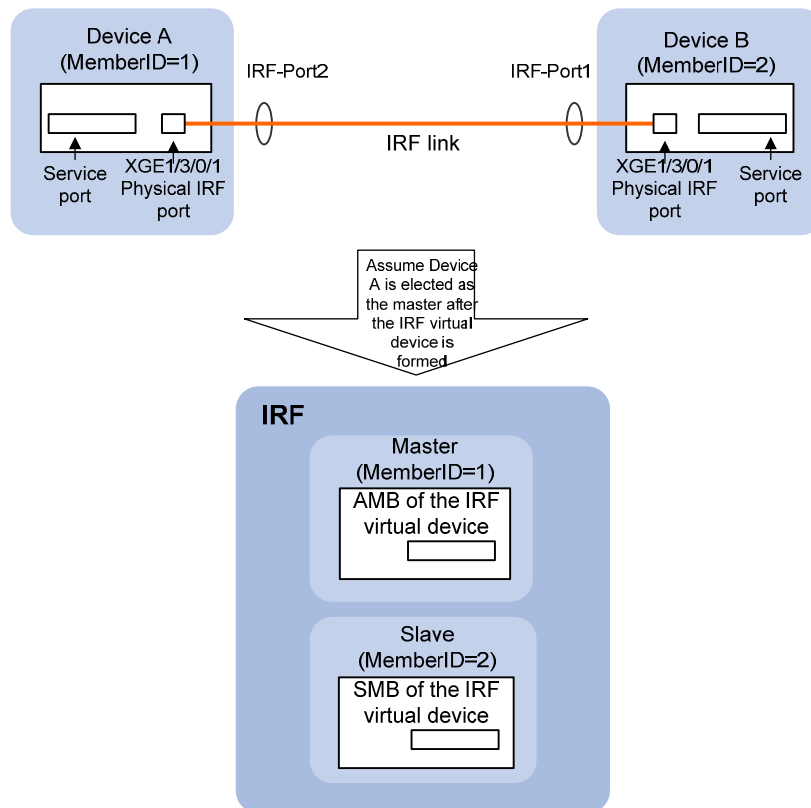 Device A
(MemberID=1)
Device B
(MemberID=2)
IRF-Port2
IRF-Port1
IRF link
Service
port
XGE1/3/0/1
Physical IRF
port
XGE1/3/0/1
Physical IRF
port
Service
port
Assume Device
A is elected as
the master after
the IRF virtual
device is
formed
IRF
Master
(MemberID=1)
AMB of the IRF
virtual device
Slave
(MemberID=2)
SMB of the IRF
virtual device